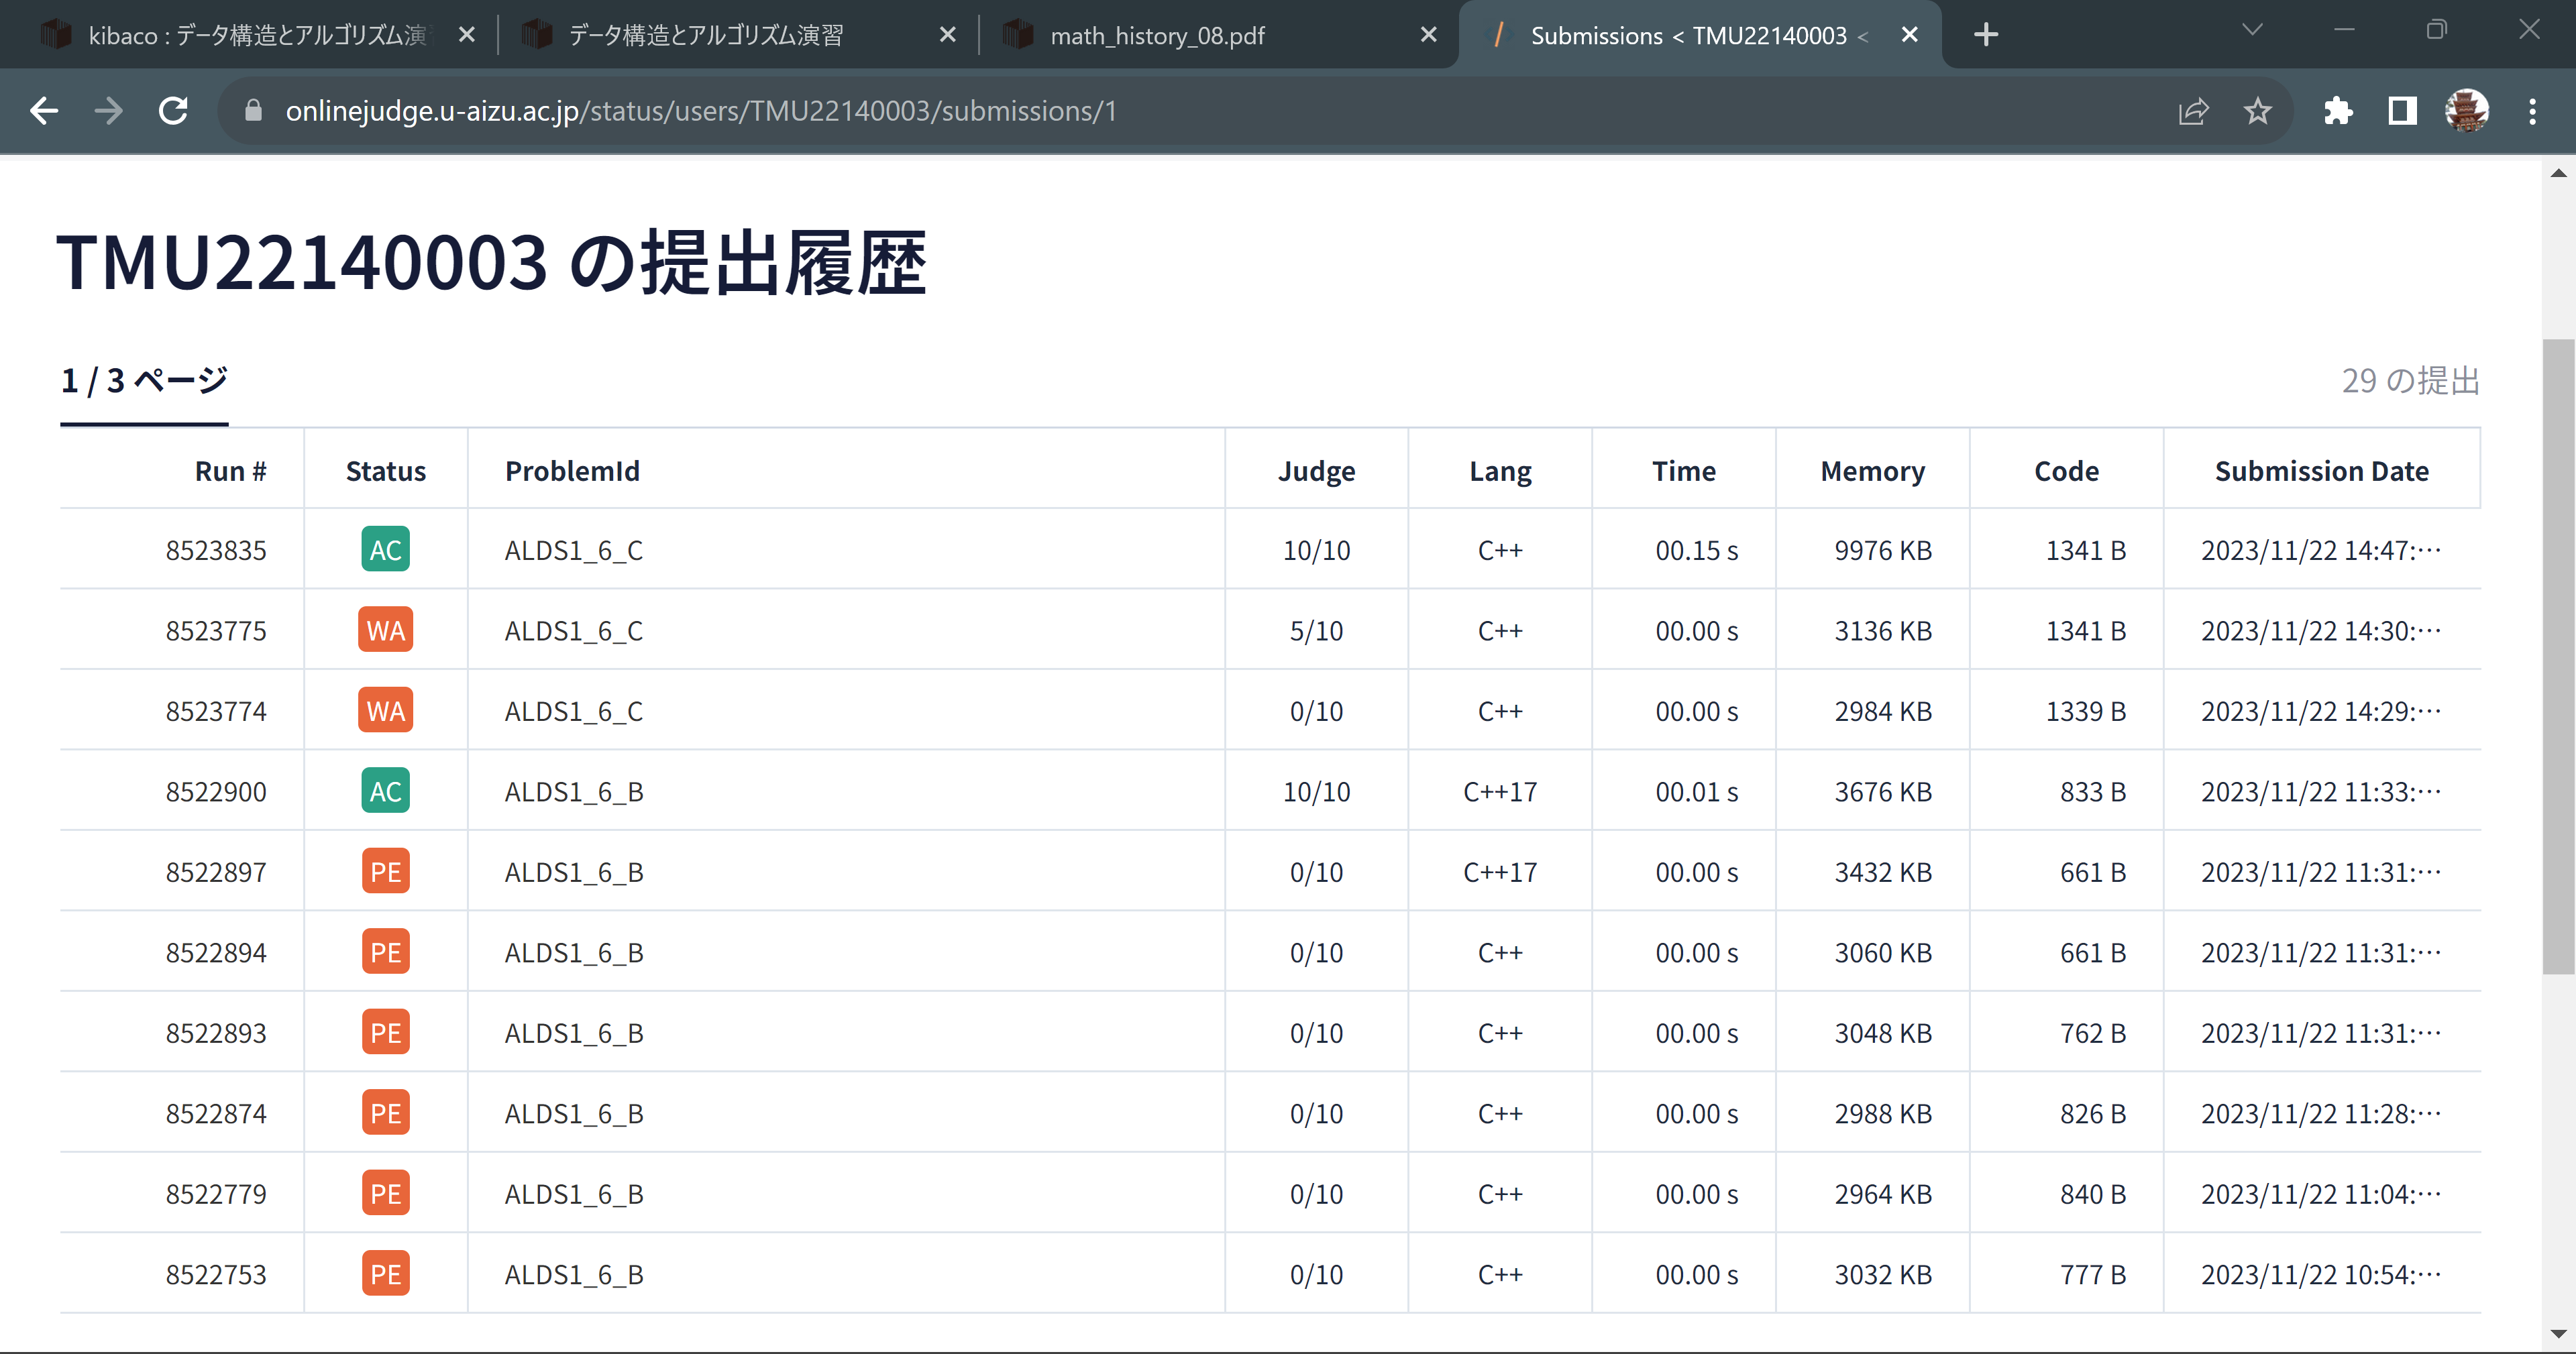 kibaco : データ構造とアルゴリズム演
データ構造とアルゴリズム演習
math_history_08.pdf
Submissions < TMU22140003 <
onlinejudge.u-aizu.ac.jp/status/users/TMU22140003/submissions/1
TMU22140003 の提出履歴
1 / 3 ページ
29 の提出
Run # Status ProblemId Judge Lang Time Memory Code Submission Date
8523835 AC ALDS1_6_C 10/10 C++ 00.15 s 9976 KB 1341 B 2023/11/22 14:47:…
8523775 WA ALDS1_6_C 5/10 C++ 00.00 s 3136 KB 1341 B 2023/11/22 14:30:…
8523774 WA ALDS1_6_C 0/10 C++ 00.00 s 2984 KB 1339 B 2023/11/22 14:29:…
8522900 AC ALDS1_6_B 10/10 C++17 00.01 s 3676 KB 833 B 2023/11/22 11:33:…
8522897 PE ALDS1_6_B 0/10 C++17 00.00 s 3432 KB 661 B 2023/11/22 11:31:…
8522894 PE ALDS1_6_B 0/10 C++ 00.00 s 3060 KB 661 B 2023/11/22 11:31:…
8522893 PE ALDS1_6_B 0/10 C++ 00.00 s 3048 KB 762 B 2023/11/22 11:31:…
8522874 PE ALDS1_6_B 0/10 C++ 00.00 s 2988 KB 826 B 2023/11/22 11:28:…
8522779 PE ALDS1_6_B 0/10 C++ 00.00 s 2964 KB 840 B 2023/11/22 11:04:…
8522753 PE ALDS1_6_B 0/10 C++ 00.00 s 3032 KB 777 B 2023/11/22 10:54:…